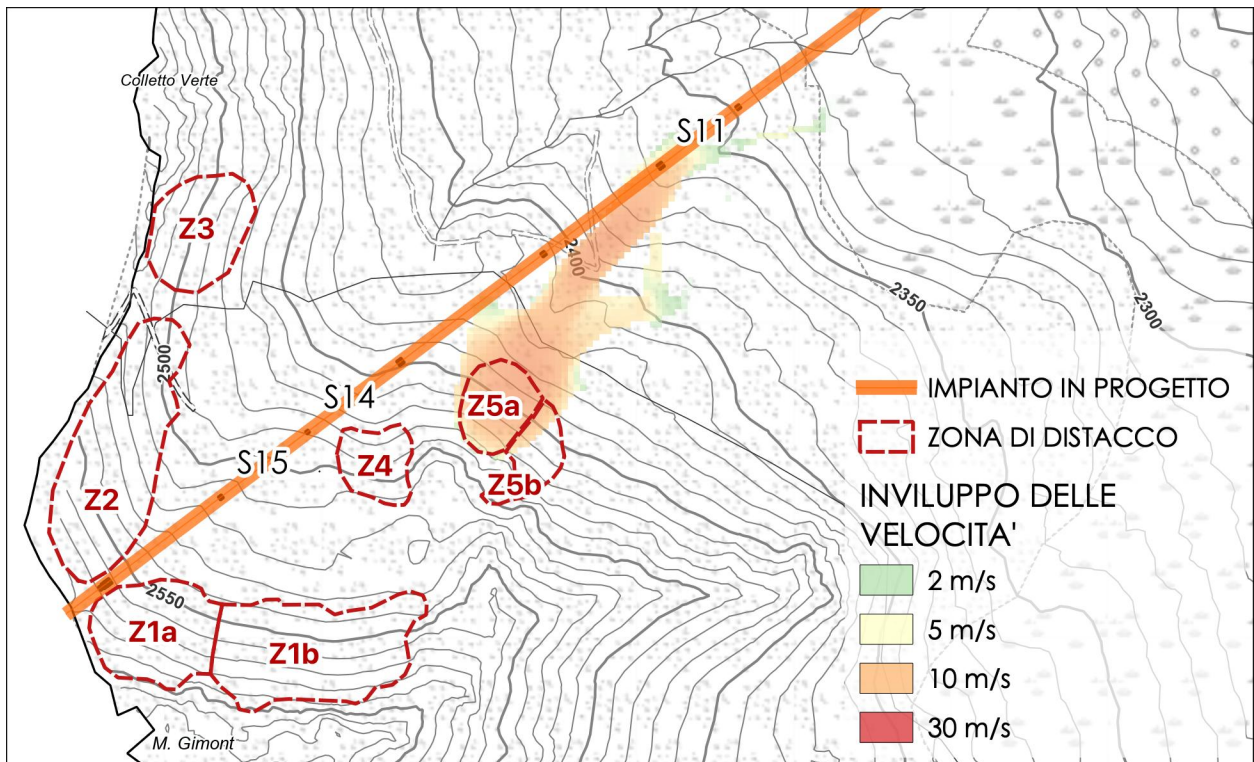 Colletto Verte
S11
Z3
2400
2350
2300
2500
IMPIANTO IN PROGETTO
S14
Z5a
ZONA DI DISTACCO
S15
Z4
Z5b
Z2
INVILUPPO DELLE
VELOCITA'
2 m/s
2550
Z1a
5 m/s
Z1b
10 m/s
30 m/s
M. Gimont